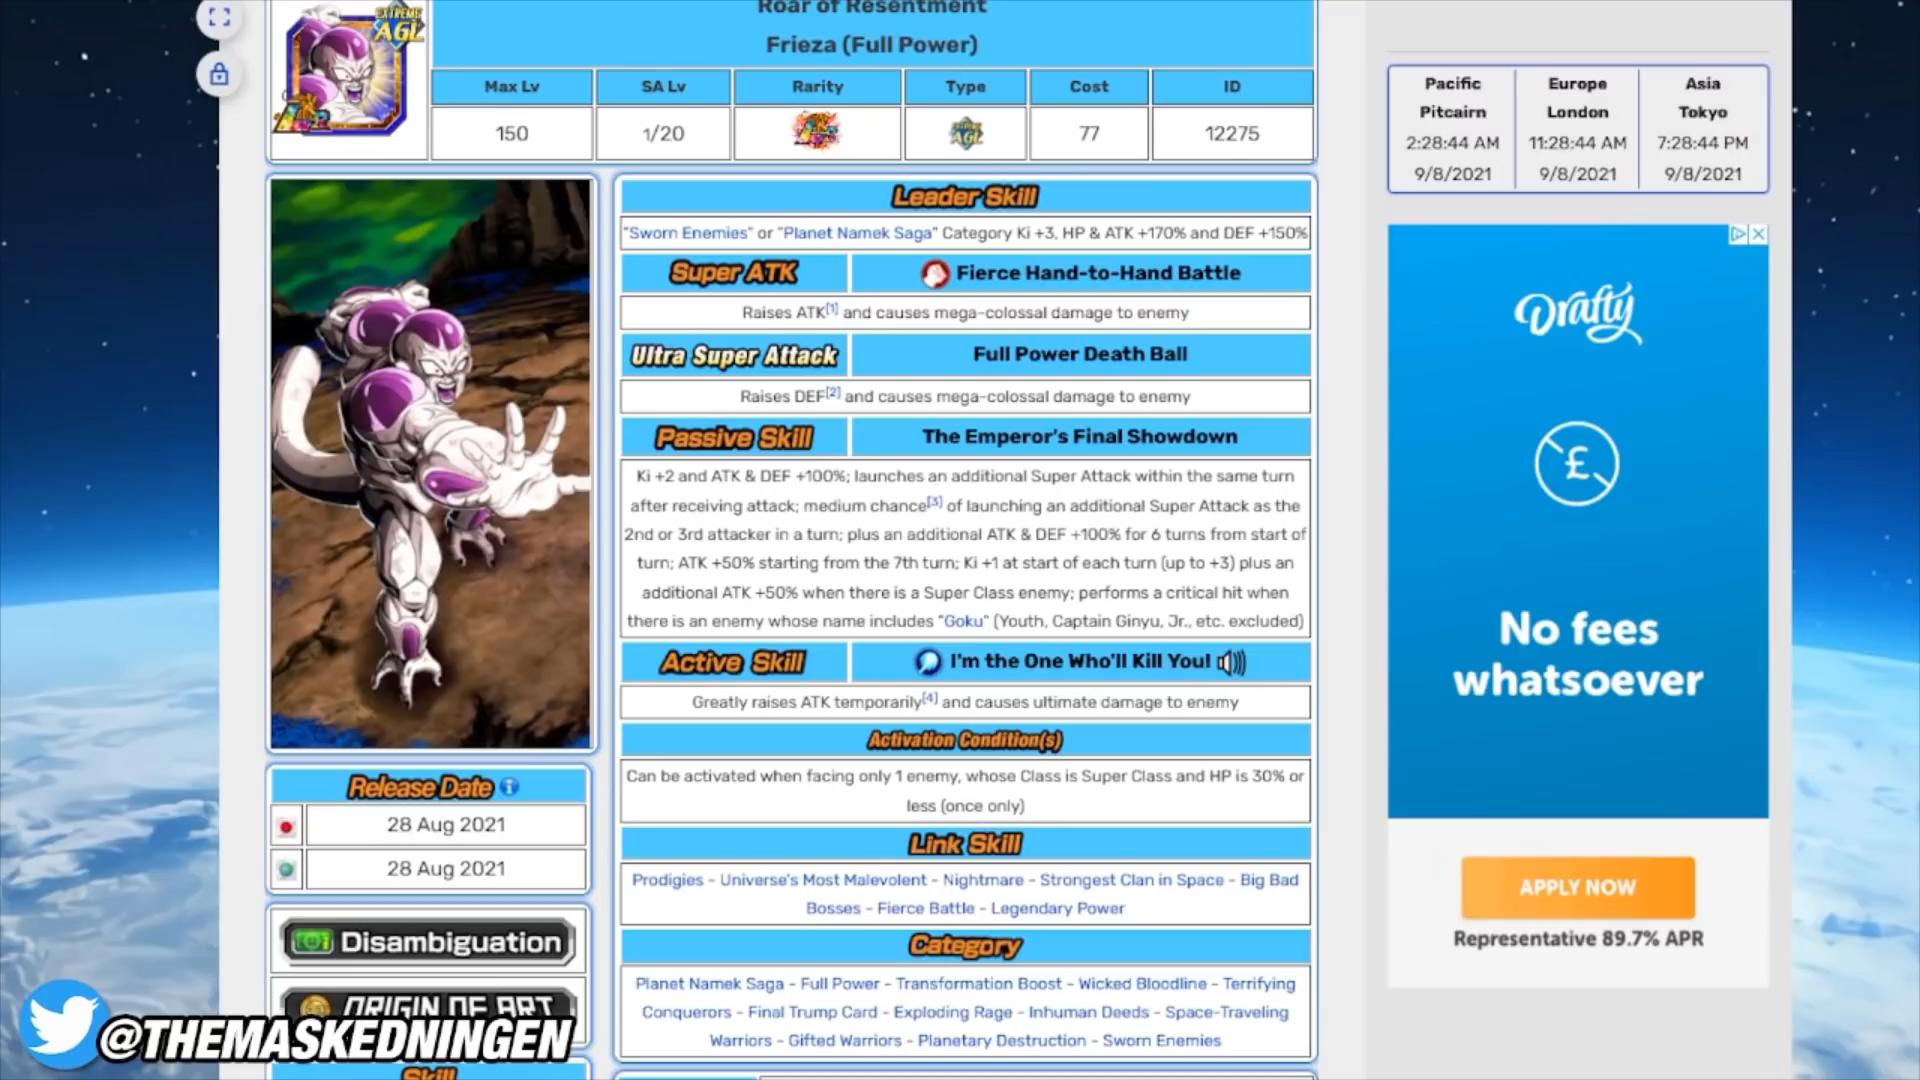 Roar of Resentment
Frieza (Full Power)
EXTREME
AGL
Max Lv
SA Lv
Rarity
Type
Cost
ID
150
1/20
EXTREME
AGL
77
12275
Leader Skill
"Sworn Enemies" or "Planet Namek Saga" Category Ki +3, HP & ATK +170% and DEF +150%
Super ATK
Fierce Hand-to-Hand Battle
Raises ATK[1] and causes mega-colossal damage to enemy
Ultra Super Attack
Full Power Death Ball
Raises DEF[2] and causes mega-colossal damage to enemy
Passive Skill
The Emperor's Final Showdown
Ki +2 and ATK & DEF +100%; launches an additional Super Attack within the same turn
after receiving attack; medium chance[3] of launching an additional Super Attack as the
2nd or 3rd attacker in a turn; plus an additional ATK & DEF +100% for 6 turns from start of
turn; ATK +50% starting from the 7th turn; Ki +1 at start of each turn (up to +3) plus an
additional ATK +50% when there is a Super Class enemy; performs a critical hit when
there is an enemy whose name includes "Goku" (Youth, Captain Ginyu, Jr., etc. excluded)
Active Skill
I'm the One Who'll Kill You!
Greatly raises ATK temporarily[4] and causes ultimate damage to enemy
Activation Condition(s)
Can be activated when facing only 1 enemy, whose Class is Super Class and HP is 30% or
less (once only)
Link Skill
Prodigies - Universe's Most Malevolent - Nightmare - Strongest Clan in Space - Big Bad
Bosses - Fierce Battle - Legendary Power
Category
Planet Namek Saga - Full Power - Transformation Boost - Wicked Bloodline - Terrifying
Conquerors - Final Trump Card - Exploding Rage - Inhuman Deeds - Space-Traveling
Warriors - Gifted Warriors - Planetary Destruction - Sworn Enemies
Release Date
28 Aug 2021
28 Aug 2021
Disambiguation
ORIGIN OF ART
Skill
@THEMASKEDNINGEN
Pacific
Pitcairn
2:28:44 AM
9/8/2021
Europe
London
11:28:44 AM
9/8/2021
Asia
Tokyo
7:28:44 PM
9/8/2021
Drafty
£
No fees
whatsoever
APPLY NOW
Representative 89.7% APR